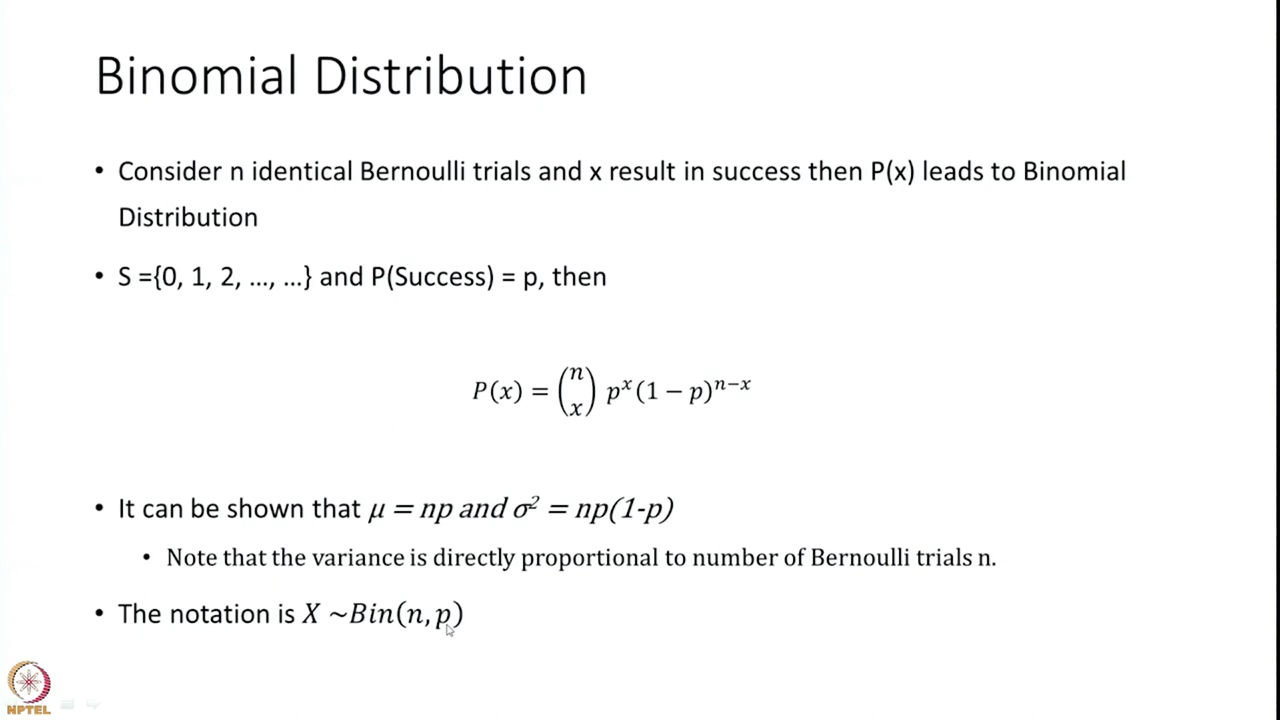 Binomial Distribution
• Consider n identical Bernoulli trials and x result in success then P(x) leads to Binomial
Distribution
• S ={0, 1, 2, …, …} and P(Success) = p, then
P(x) = (n x) pˣ(1 − p)ⁿ⁻ˣ
• It can be shown that μ = np and σ² = np(1-p)
• Note that the variance is directly proportional to number of Bernoulli trials n.
• The notation is X ~Bin(n, p)
NPTEL